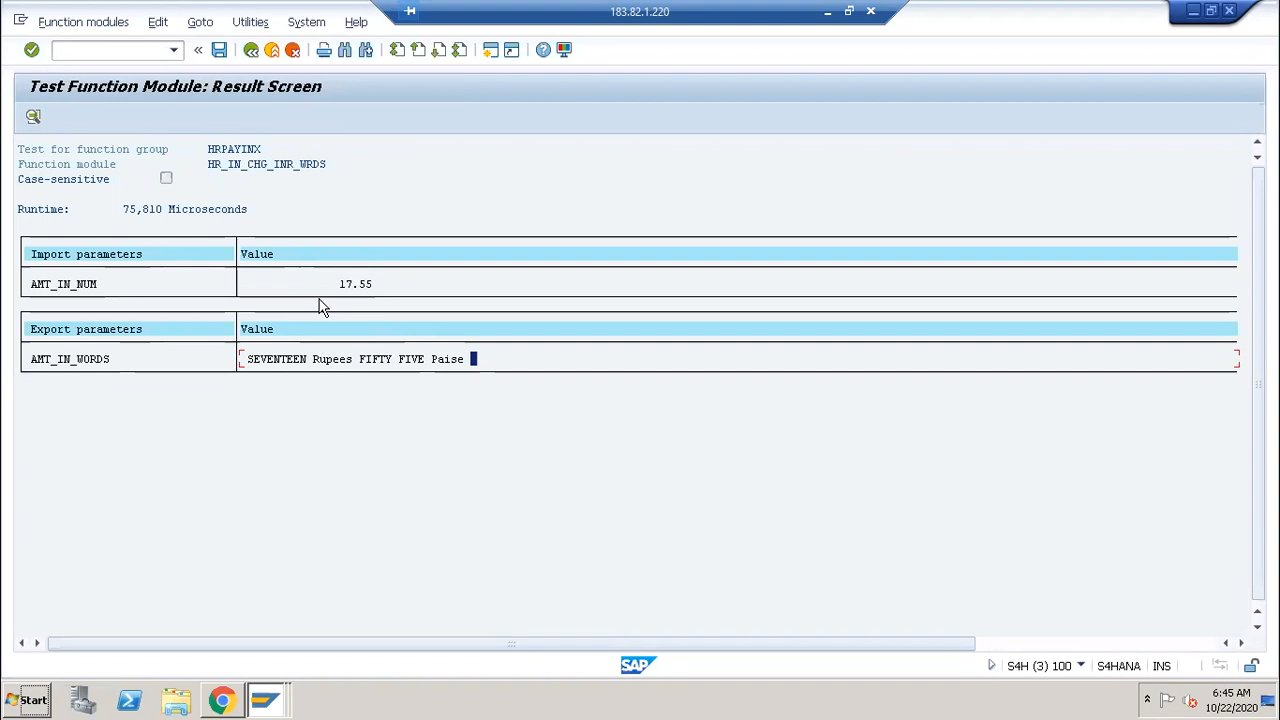 183.82.1.220
Function modules Edit Goto Utilities System Help
Test Function Module: Result Screen
Test for function group HRPAYINX
Function module HR_IN_CHG_INR_WRDS
Case-sensitive
Runtime: 75,810 Microseconds
Import parameters Value
AMT_IN_NUM 17.55
Export parameters Value
AMT_IN_WORDS SEVENTEEN Rupees FIFTY FIVE Paise
SAP S4H (3) 100 S4HANA INS
Start 6:45 AM
10/22/2020